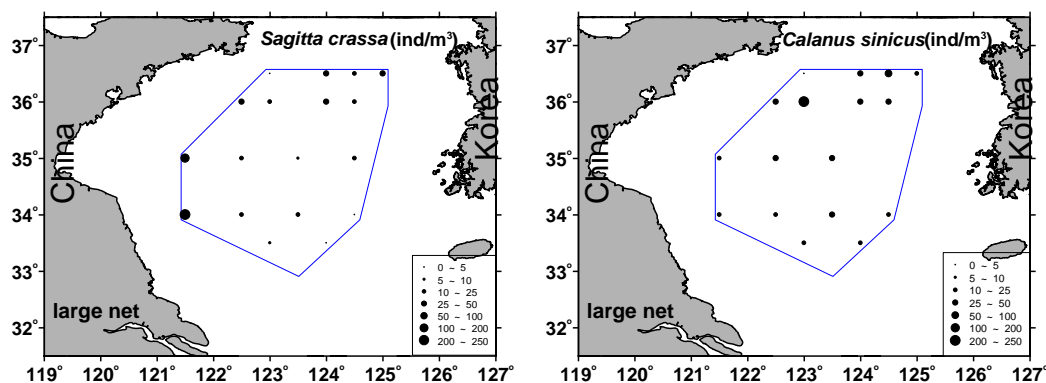 37°
36°
35°
34°
33°
32°
Sagitta crassa (ind/m³)
China
Korea
large net
0 ~ 5
5 ~ 10
10 ~ 25
25 ~ 50
50 ~ 100
100 ~ 200
200 ~ 250
119° 120° 121° 122° 123° 124° 125° 126° 127°
37°
36°
35°
34°
33°
32°
Calanus sinicus(ind/m³)
China
Korea
large net
0 ~ 5
5 ~ 10
10 ~ 25
25 ~ 50
50 ~ 100
100 ~ 200
200 ~ 250
119° 120° 121° 122° 123° 124° 125° 126° 127°